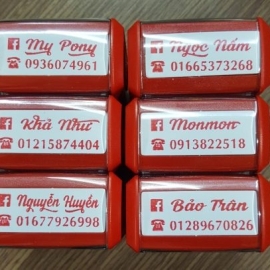 My Pony
0936074961
Ngọc Nấm
01665373268
Khả Như
01215874404
Monmon
0913822518
Nguyễn Huyền
01677926998
Bảo Trân
01289670826